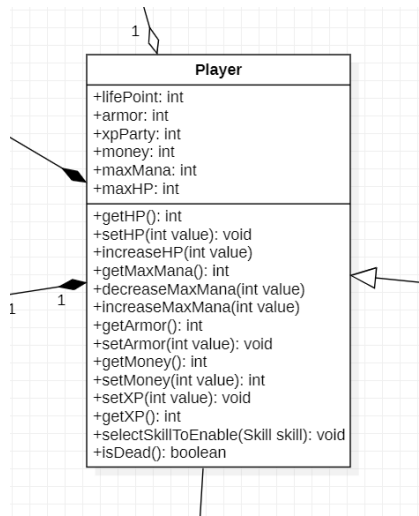 1
Player
+lifePoint: int
+armor: int
+xpParty: int
+money: int
+maxMana: int
+maxHP: int
+getHP(): int
+setHP(int value): void
+increaseHP(int value)
+getMaxMana(): int
+decreaseMaxMana(int value)
+increaseMaxMana(int value)
+getArmor(): int
+setArmor(int value): void
+getMoney(): int
+setMoney(int value): int
+setXP(int value): void
+getXP(): int
+selectSkillToEnable(Skill skill): void
+isDead(): boolean
1
1